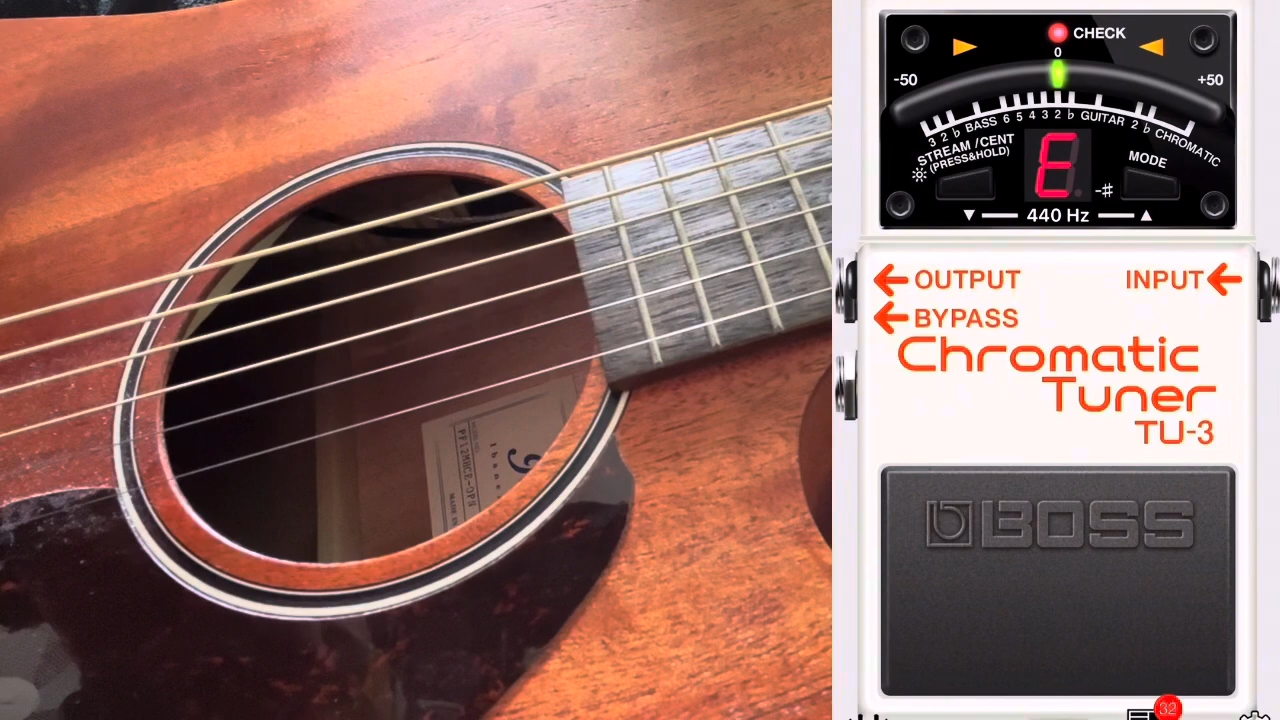 CHECK
0
-50
+50
3 2 ♭ BASS 6 5 4 3 2 ♭ GUITAR 2 ♭ CHROMATIC
STREAM /CENT
(PRESS&HOLD)
MODE
E
-♯
▼ — 440 Hz — ▲
OUTPUT
INPUT
BYPASS
Chromatic
Tuner
TU-3
BOSS
32